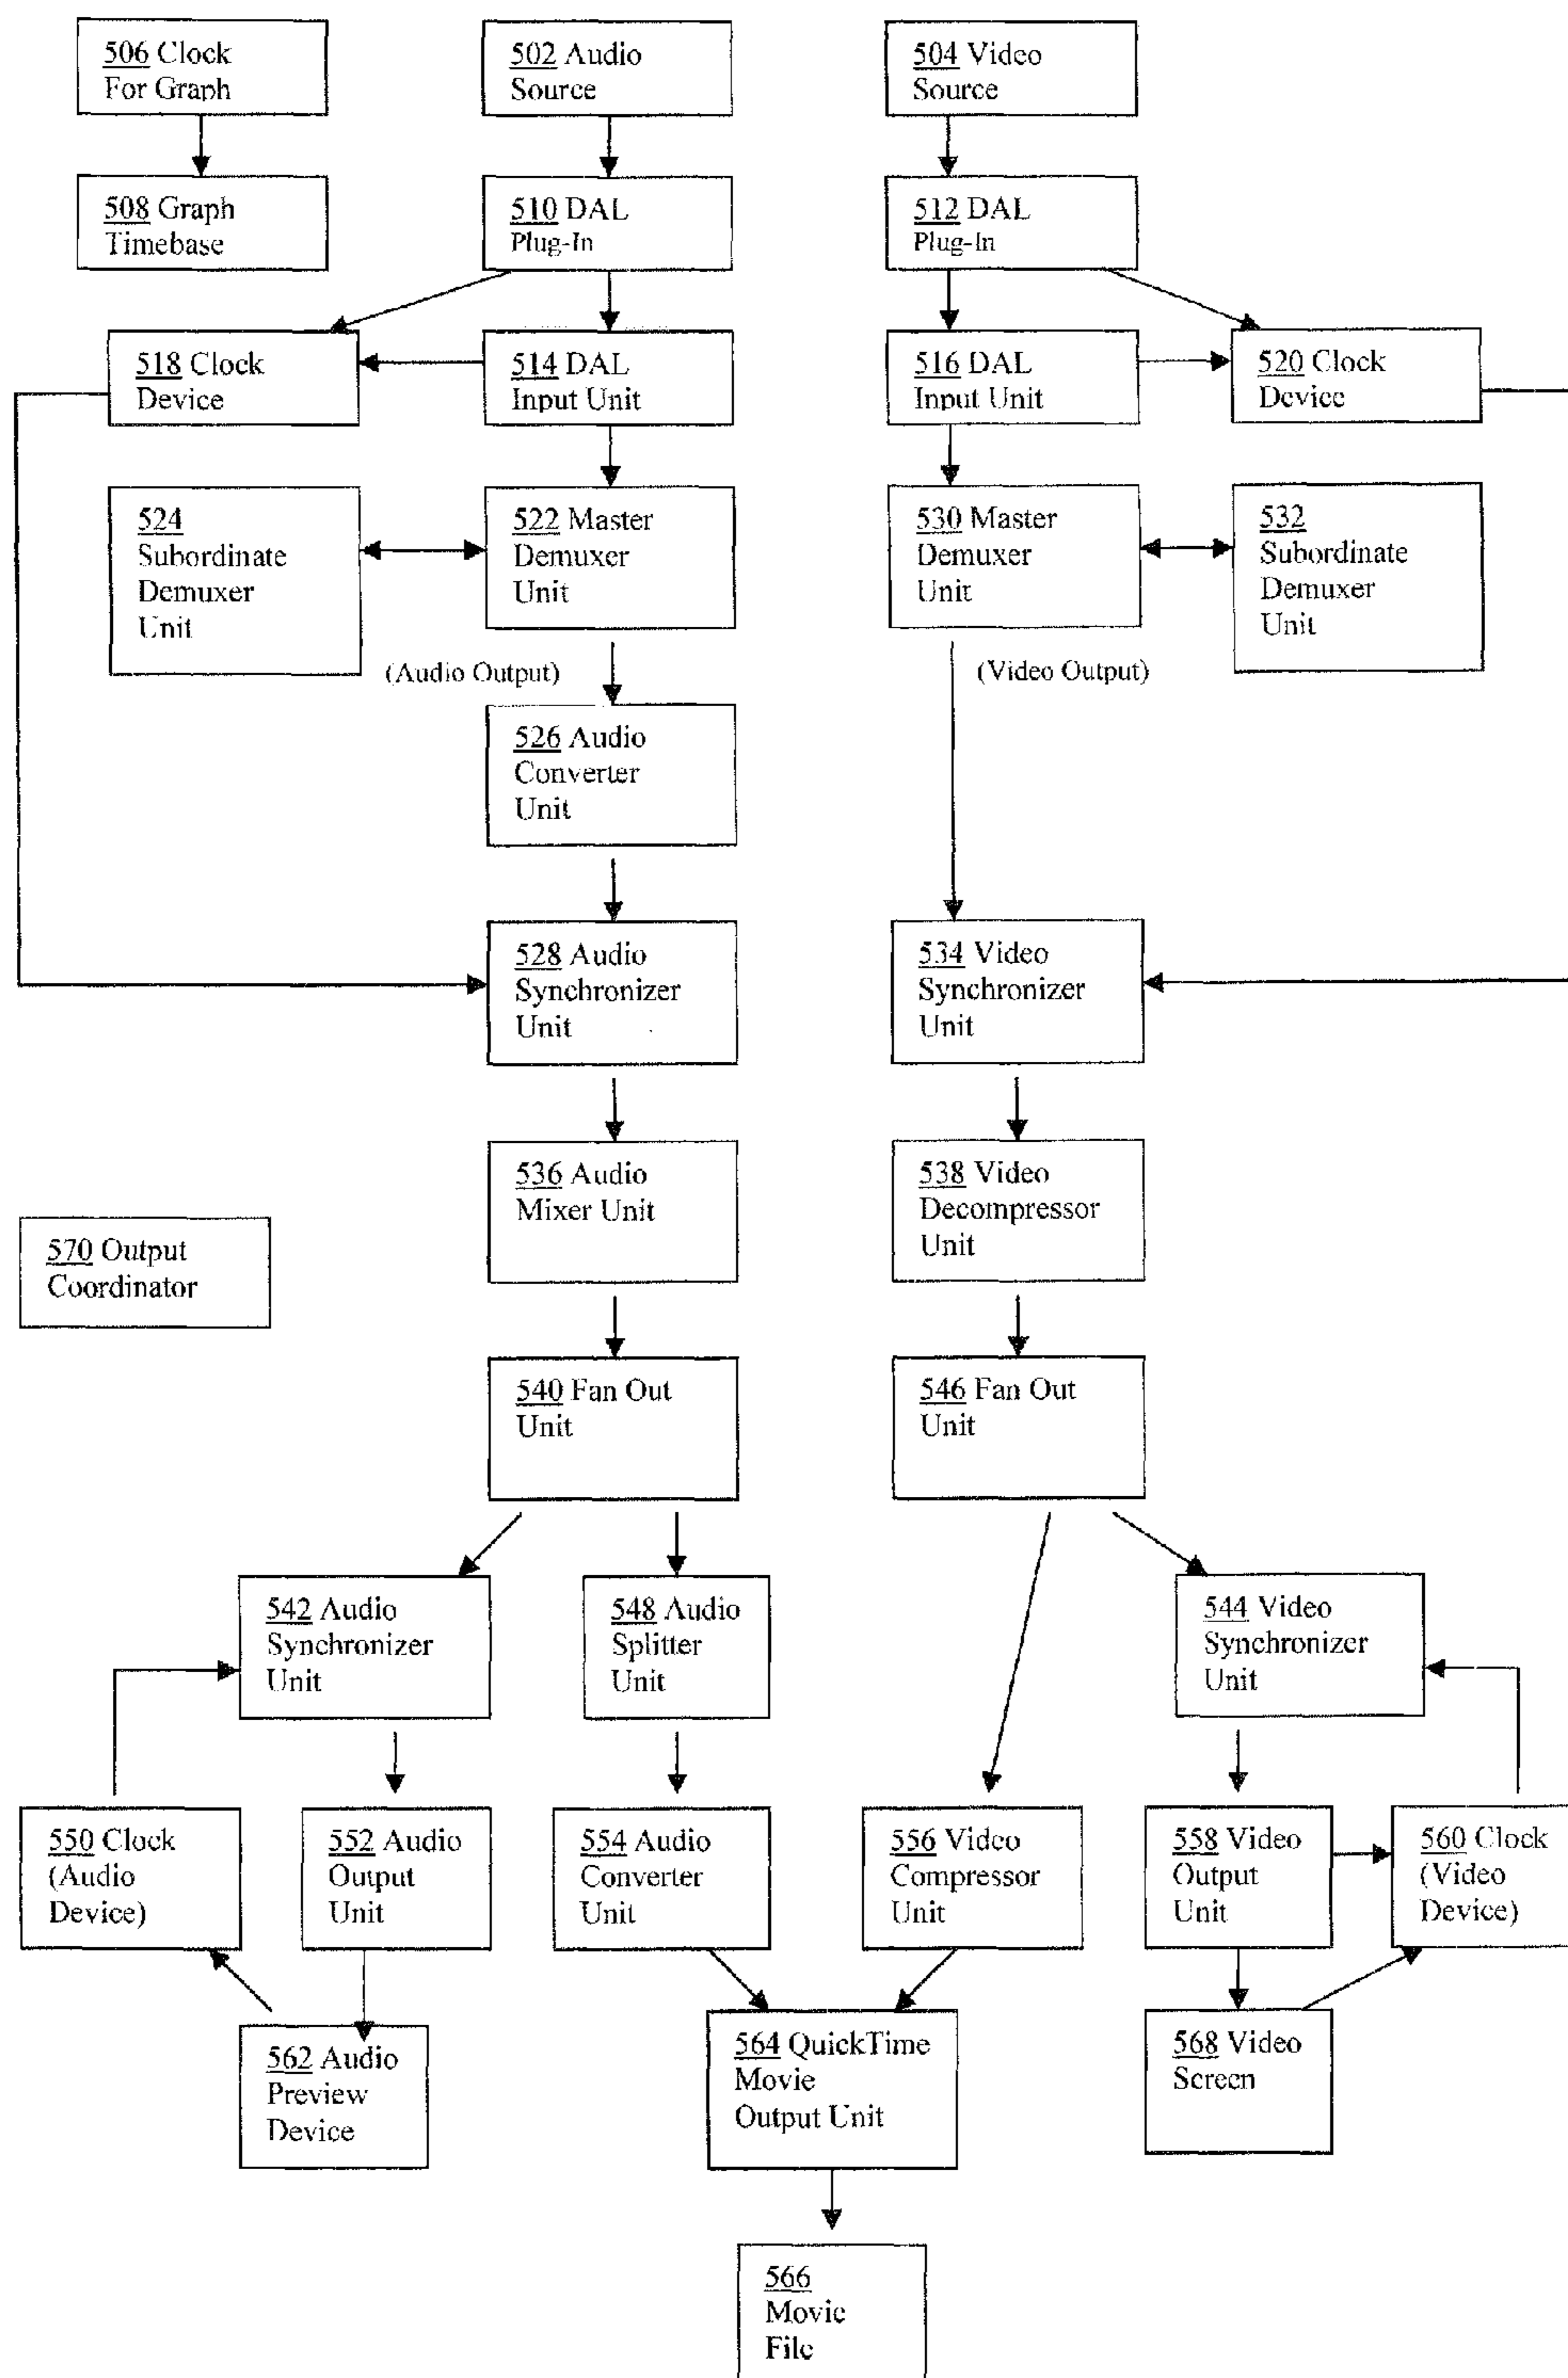 506 Clock
For Graph
502 Audio
Source
504 Video
Source
508 Graph
Timebase
510 DAL
Plug-In
512 DAL
Plug-In
518 Clock
Device
514 DAL
Input Unit
516 DAL
Input Unit
520 Clock
Device
524
Subordinate
Demuxer
Unit
522 Master
Demuxer
Unit
530 Master
Demuxer
Unit
532
Subordinate
Demuxer
Unit
(Audio Output)
(Video Output)
526 Audio
Converter
Unit
528 Audio
Synchronizer
Unit
534 Video
Synchronizer
Unit
536 Audio
Mixer Unit
538 Video
Decompressor
Unit
570 Output
Coordinator
540 Fan Out
Unit
546 Fan Out
Unit
542 Audio
Synchronizer
Unit
548 Audio
Splitter
Unit
544 Video
Synchronizer
Unit
550 Clock
(Audio
Device)
552 Audio
Output
Unit
554 Audio
Converter
Unit
556 Video
Compressor
Unit
558 Video
Output
Unit
560 Clock
(Video
Device)
562 Audio
Preview
Device
564 QuickTime
Movie
Output Unit
568 Video
Screen
566
Movie
File